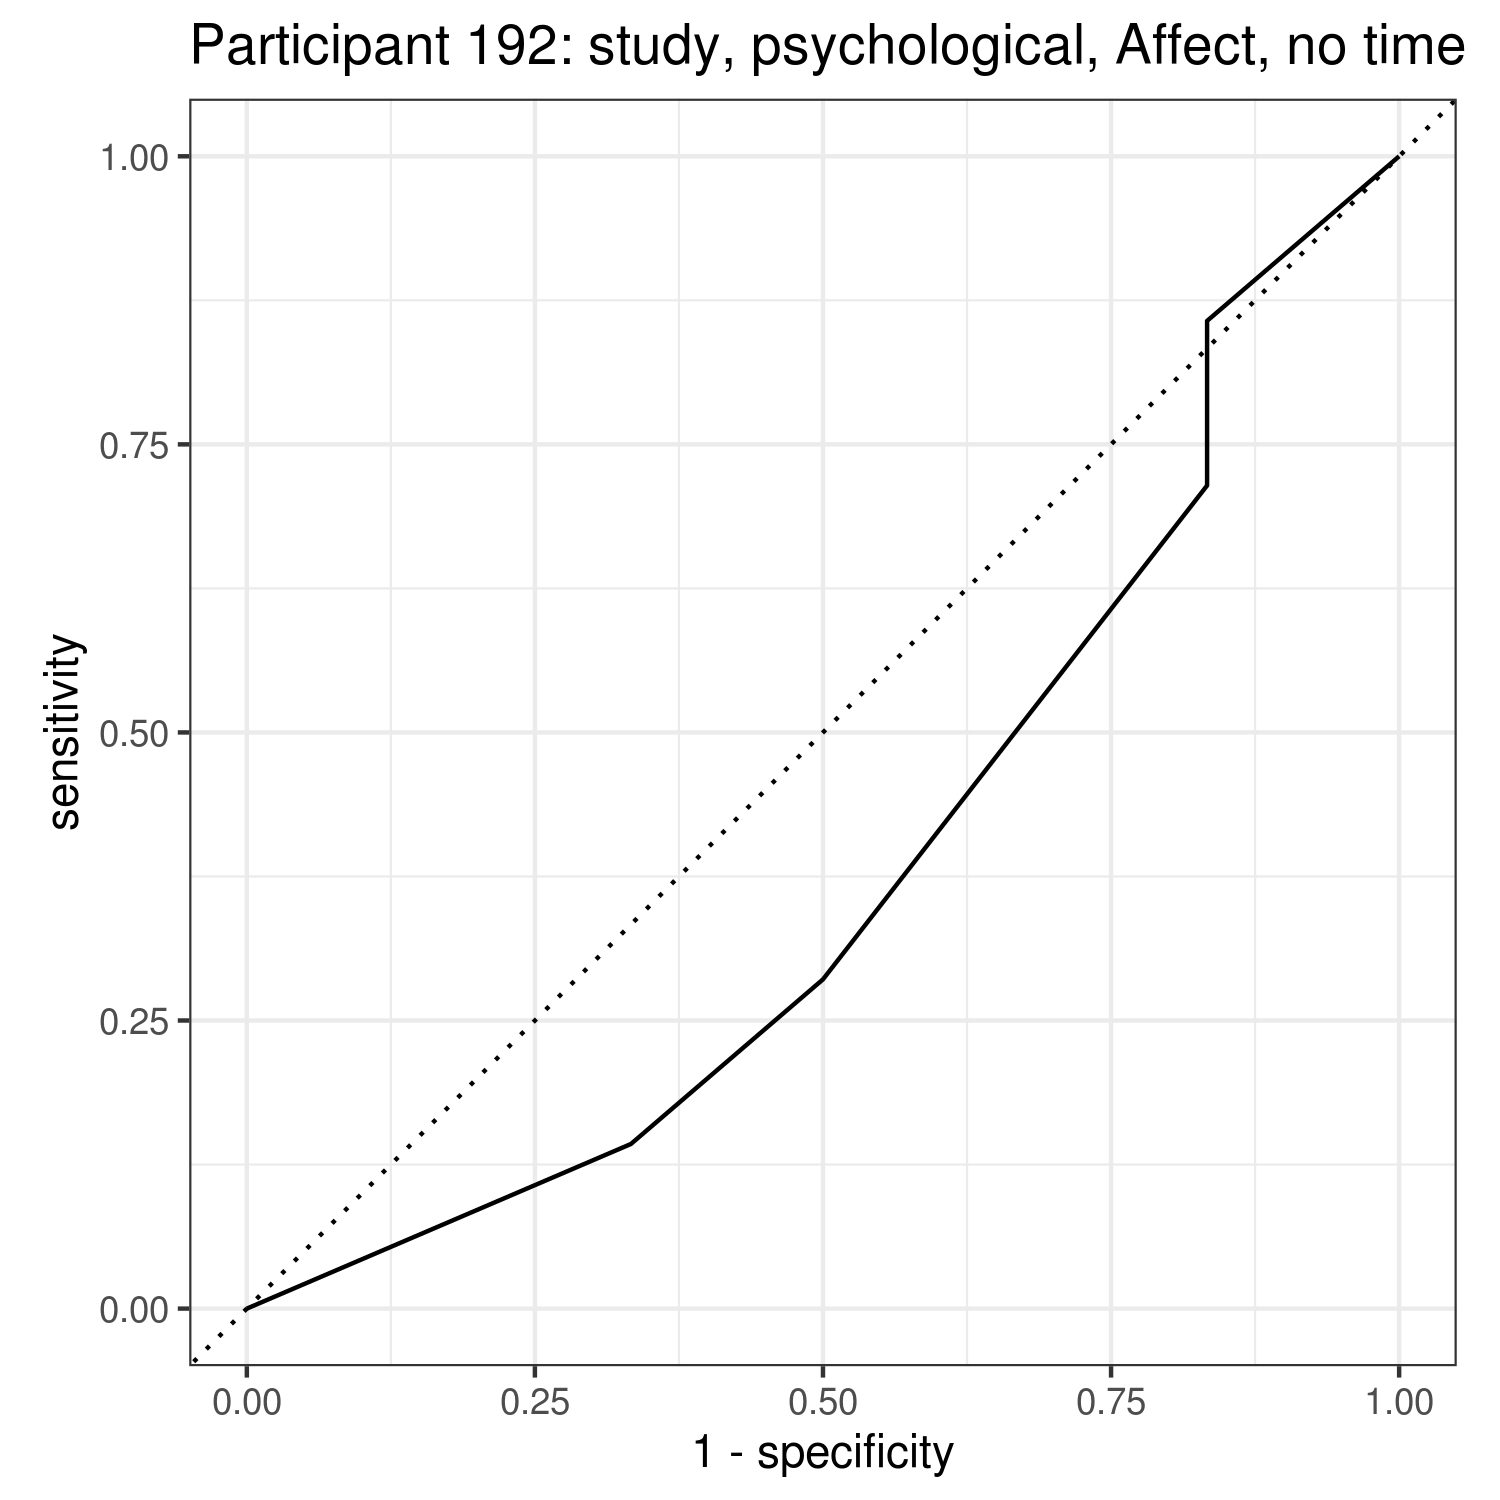 Participant 192: study, psychological, Affect, no time
1.00
0.75
0.50
0.25
0.00
sensitivity
0.00 0.25 0.50 0.75 1.00
1 - specificity